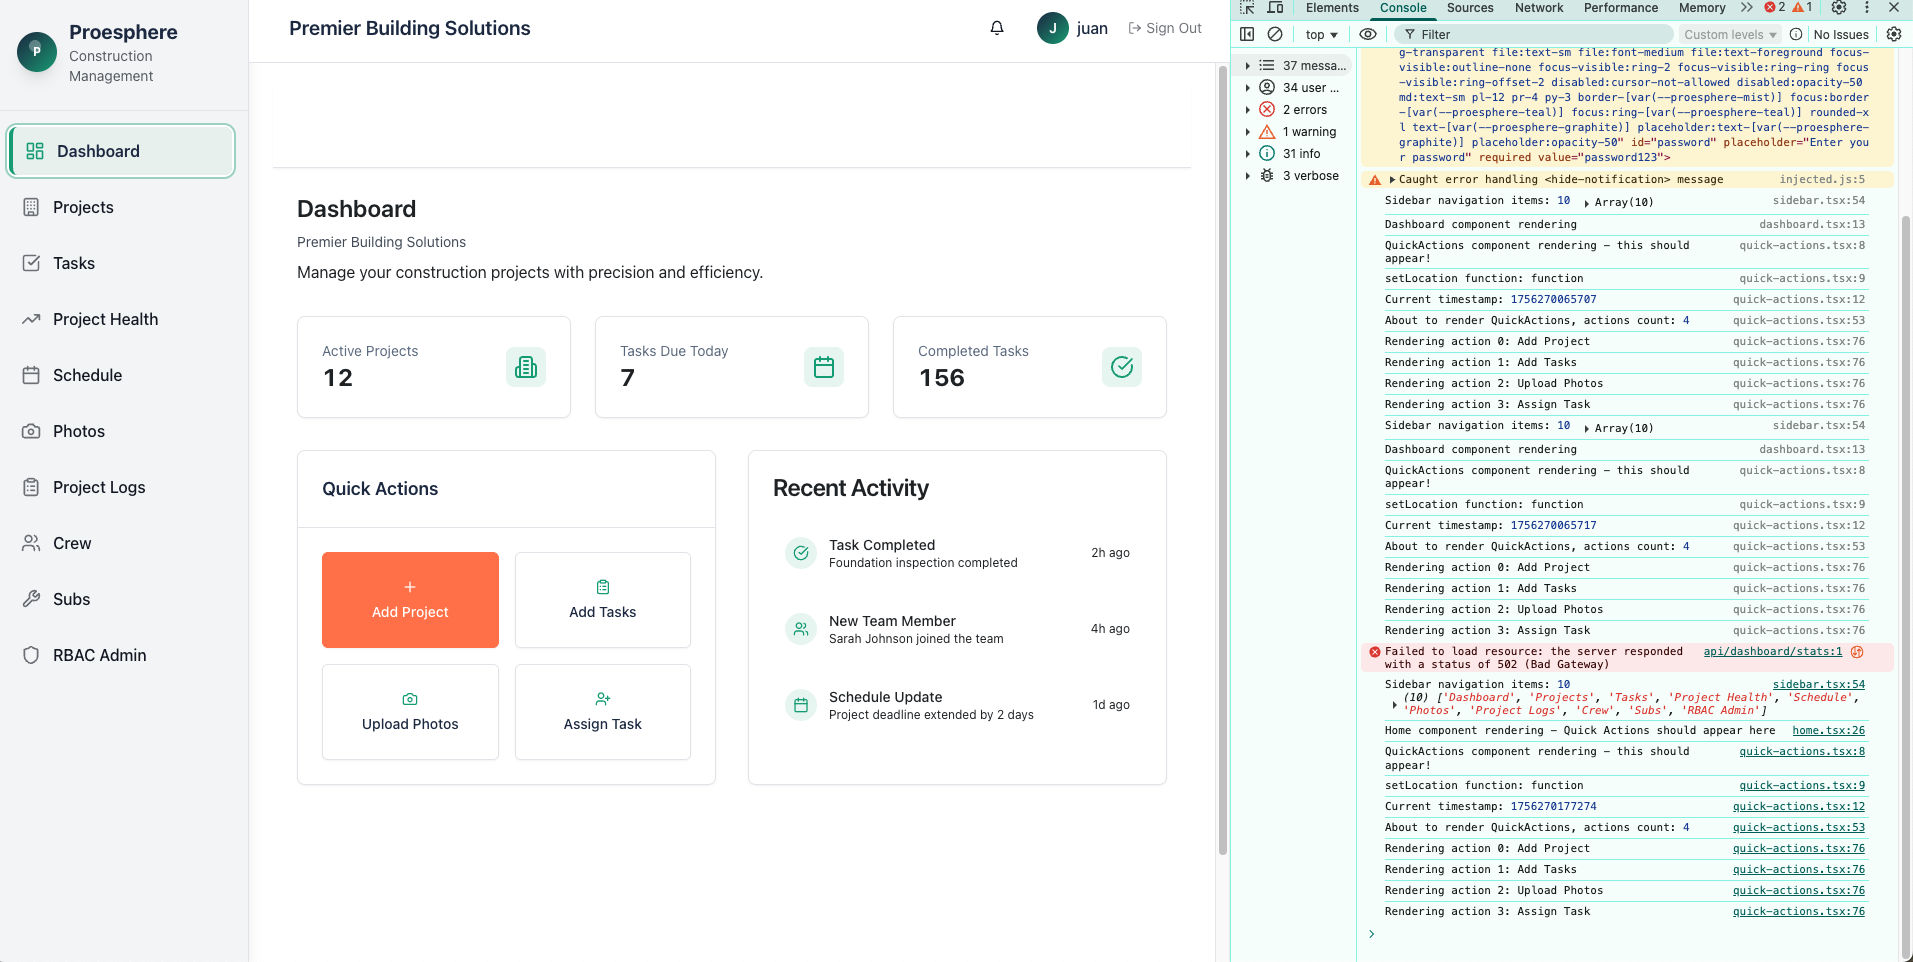 P
Proesphere
Construction
Management
Dashboard
Projects
Tasks
Project Health
Schedule
Photos
Project Logs
Crew
Subs
RBAC Admin
Premier Building Solutions
J
juan
Sign Out
Dashboard
Premier Building Solutions
Manage your construction projects with precision and efficiency.
Active Projects
12
Tasks Due Today
7
Completed Tasks
156
Quick Actions
Add Project
Add Tasks
Upload Photos
Assign Task
Recent Activity
Task Completed
Foundation inspection completed
2h ago
New Team Member
Sarah Johnson joined the team
4h ago
Schedule Update
Project deadline extended by 2 days
1d ago
Elements
Console
Sources
Network
Performance
Memory
2
1
top
Filter
Custom levels
No Issues
37 messa...
34 user ...
2 errors
1 warning
31 info
3 verbose
g-transparent file:text-sm file:font-medium file:text-foreground focus-
visible:outline-none focus-visible:ring-2 focus-visible:ring-ring focus
-visible:ring-offset-2 disabled:cursor-not-allowed disabled:opacity-50
md:text-sm pl-12 pr-4 py-3 border-[var(--proesphere-mist)] focus:border
-[var(--proesphere-teal)] focus:ring-[var(--proesphere-teal)] rounded-x
l text-[var(--proesphere-graphite)] placeholder:text-[var(--proesphere-
graphite)] placeholder:opacity-50" id="password" placeholder="Enter you
r password" required value="password123">
Caught error handling <hide-notification> message injected.js:5
Sidebar navigation items: 10 Array(10) sidebar.tsx:54
Dashboard component rendering dashboard.tsx:13
QuickActions component rendering – this should quick-actions.tsx:8
appear!
setLocation function: function quick-actions.tsx:9
Current timestamp: 1756270065707 quick-actions.tsx:12
About to render QuickActions, actions count: 4 quick-actions.tsx:53
Rendering action 0: Add Project quick-actions.tsx:76
Rendering action 1: Add Tasks quick-actions.tsx:76
Rendering action 2: Upload Photos quick-actions.tsx:76
Rendering action 3: Assign Task quick-actions.tsx:76
Sidebar navigation items: 10 Array(10) sidebar.tsx:54
Dashboard component rendering dashboard.tsx:13
QuickActions component rendering – this should quick-actions.tsx:8
appear!
setLocation function: function quick-actions.tsx:9
Current timestamp: 1756270065717 quick-actions.tsx:12
About to render QuickActions, actions count: 4 quick-actions.tsx:53
Rendering action 0: Add Project quick-actions.tsx:76
Rendering action 1: Add Tasks quick-actions.tsx:76
Rendering action 2: Upload Photos quick-actions.tsx:76
Rendering action 3: Assign Task quick-actions.tsx:76
Failed to load resource: the server responded api/dashboard/stats:1
with a status of 502 (Bad Gateway)
Sidebar navigation items: 10 sidebar.tsx:54
(10) ['Dashboard', 'Projects', 'Tasks', 'Project Health', 'Schedule',
'Photos', 'Project Logs', 'Crew', 'Subs', 'RBAC Admin']
Home component rendering – Quick Actions should appear here home.tsx:26
QuickActions component rendering – this should quick-actions.tsx:8
appear!
setLocation function: function quick-actions.tsx:9
Current timestamp: 1756270177274 quick-actions.tsx:12
About to render QuickActions, actions count: 4 quick-actions.tsx:53
Rendering action 0: Add Project quick-actions.tsx:76
Rendering action 1: Add Tasks quick-actions.tsx:76
Rendering action 2: Upload Photos quick-actions.tsx:76
Rendering action 3: Assign Task quick-actions.tsx:76